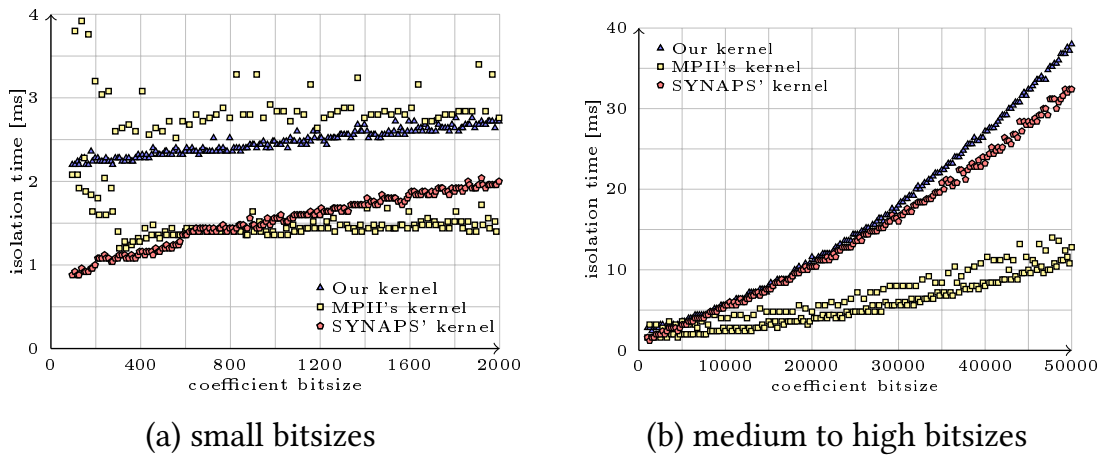 isolation time [ms]
4
3
2
1
0
0 400 800 1200 1600 2000
coefficient bitsize
Our kernel
MPII's kernel
SYNAPS' kernel
(a) small bitsizes
isolation time [ms]
40
30
20
10
0
0 10000 20000 30000 40000 50000
coefficient bitsize
Our kernel
MPII's kernel
SYNAPS' kernel
(b) medium to high bitsizes